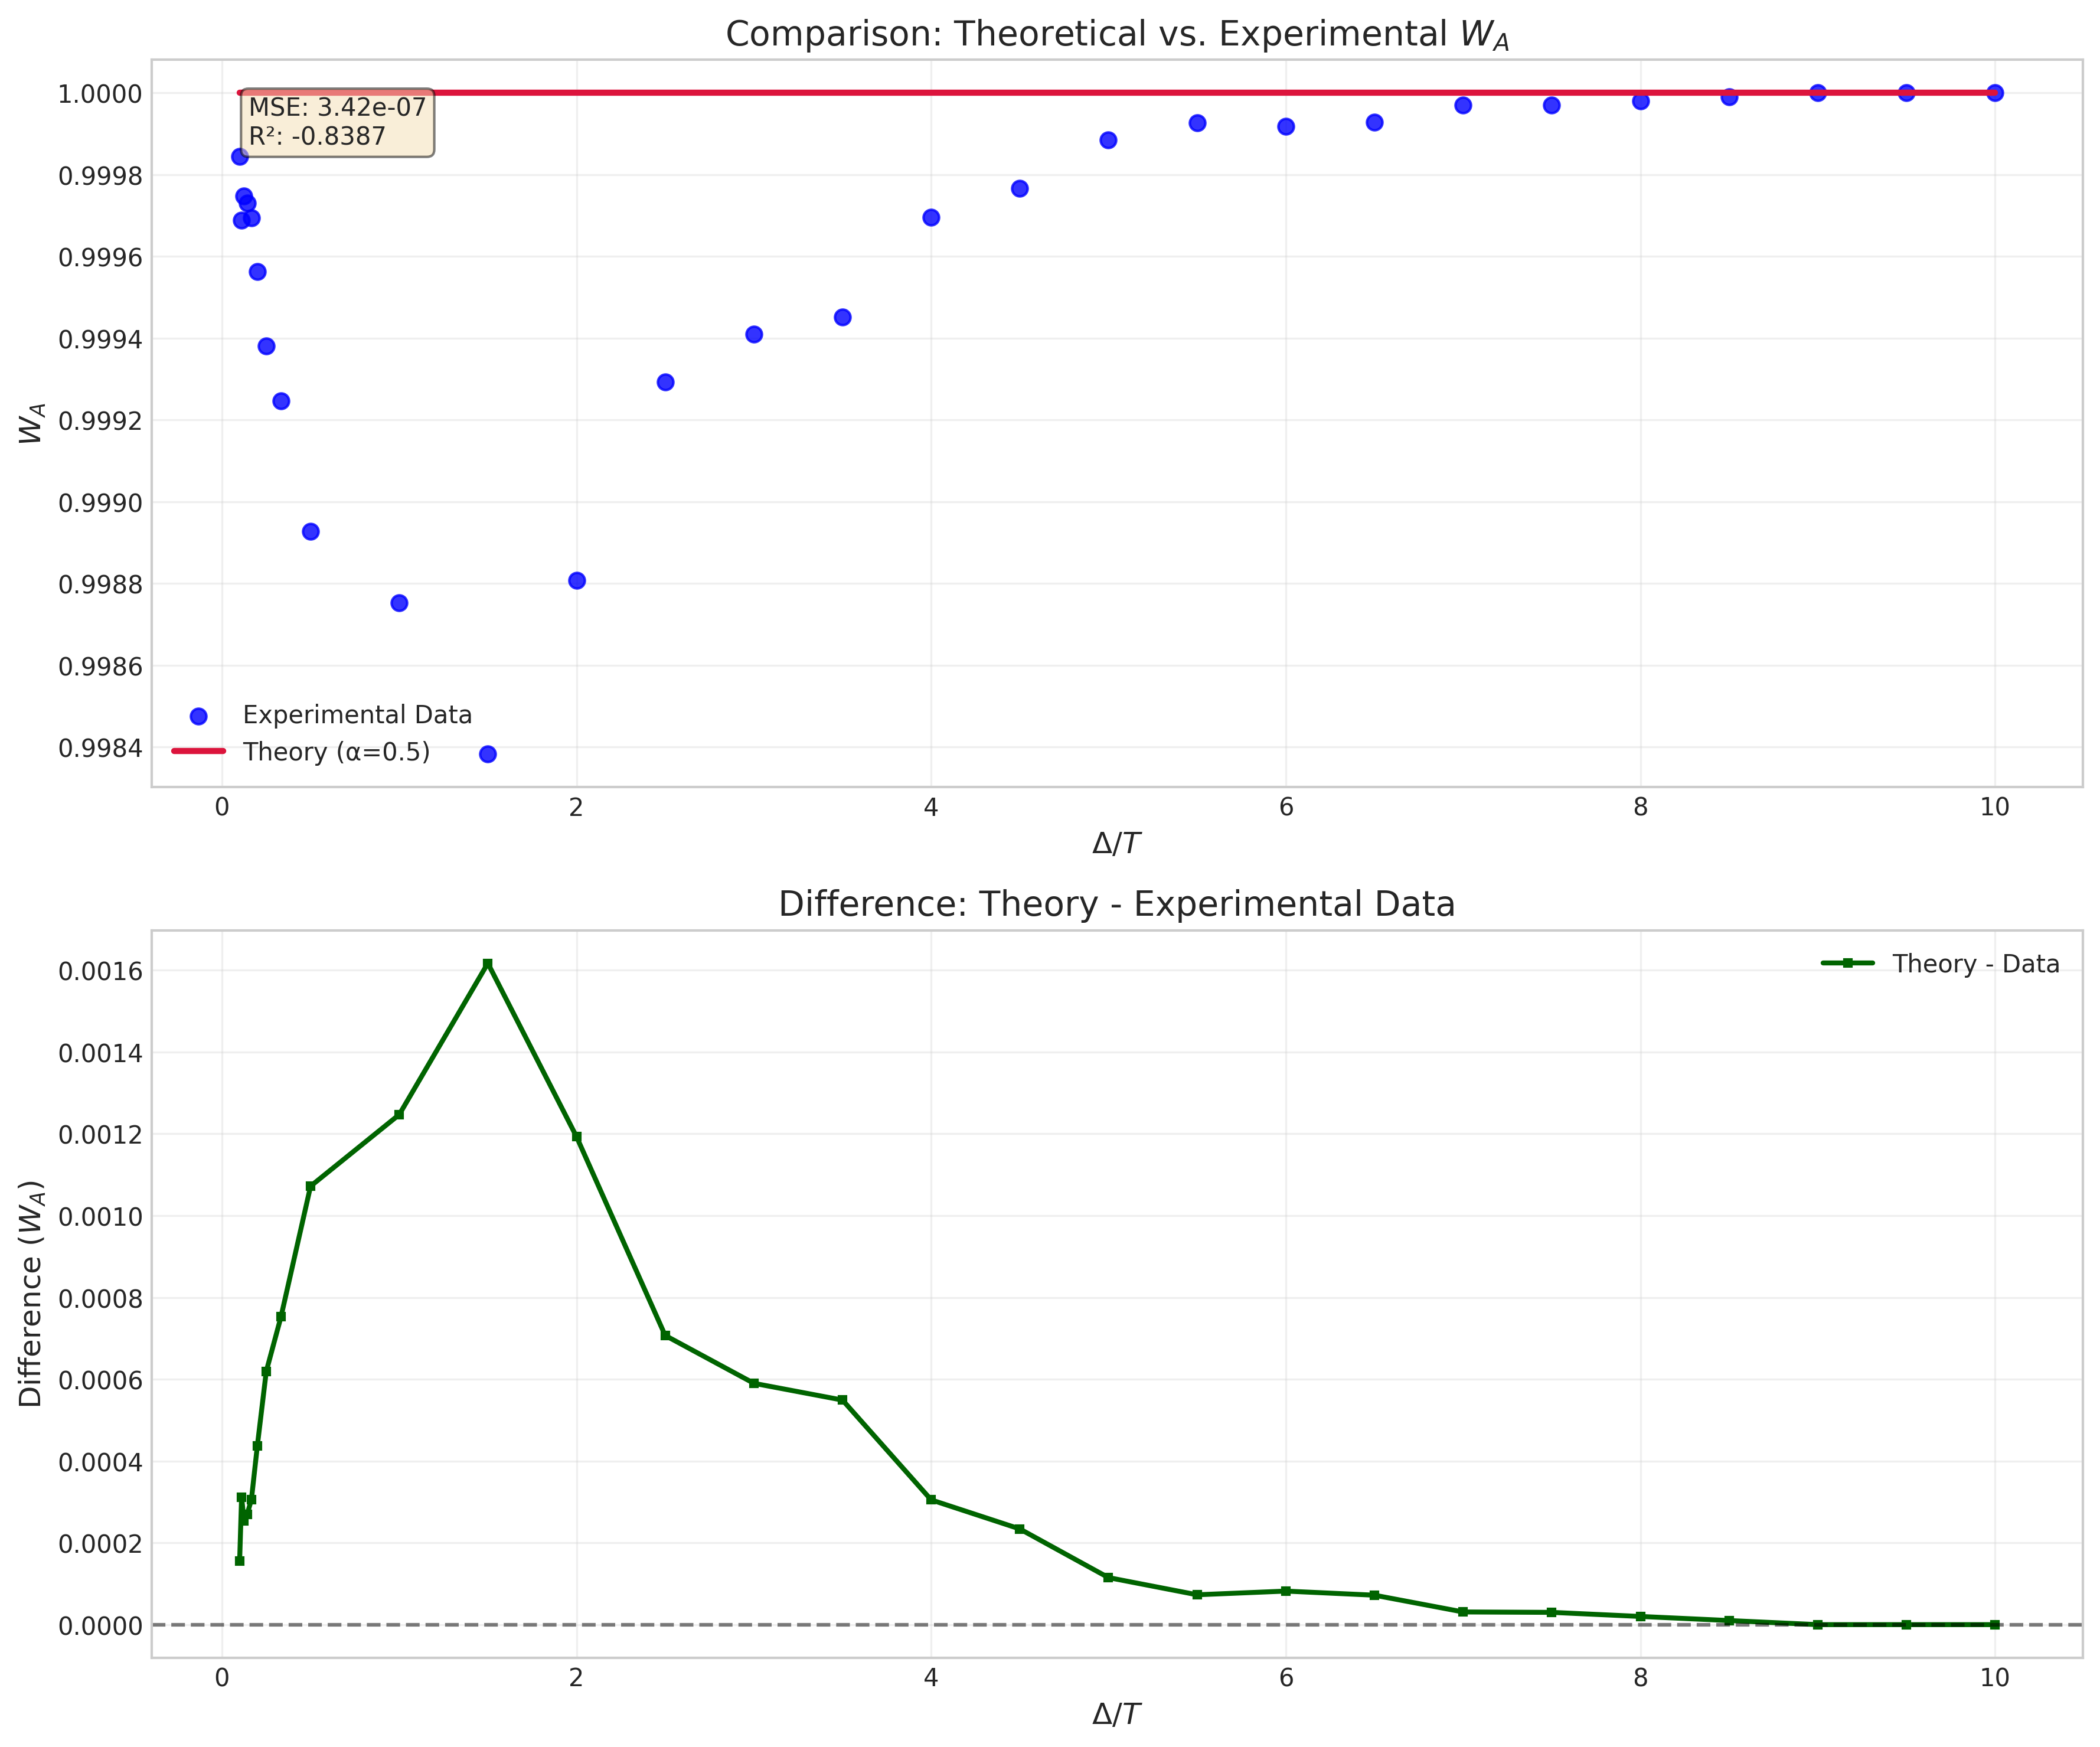 Comparison: Theoretical vs. Experimental W_A
1.0000
0.9998
0.9996
0.9994
0.9992
0.9990
0.9988
0.9986
0.9984
W_A
MSE: 3.42e-07
R²: -0.8387
Experimental Data
Theory (α=0.5)
0 2 4 6 8 10
Δ/T
Difference: Theory - Experimental Data
0.0016
0.0014
0.0012
0.0010
0.0008
0.0006
0.0004
0.0002
0.0000
Difference (W_A)
Theory - Data
0 2 4 6 8 10
Δ/T